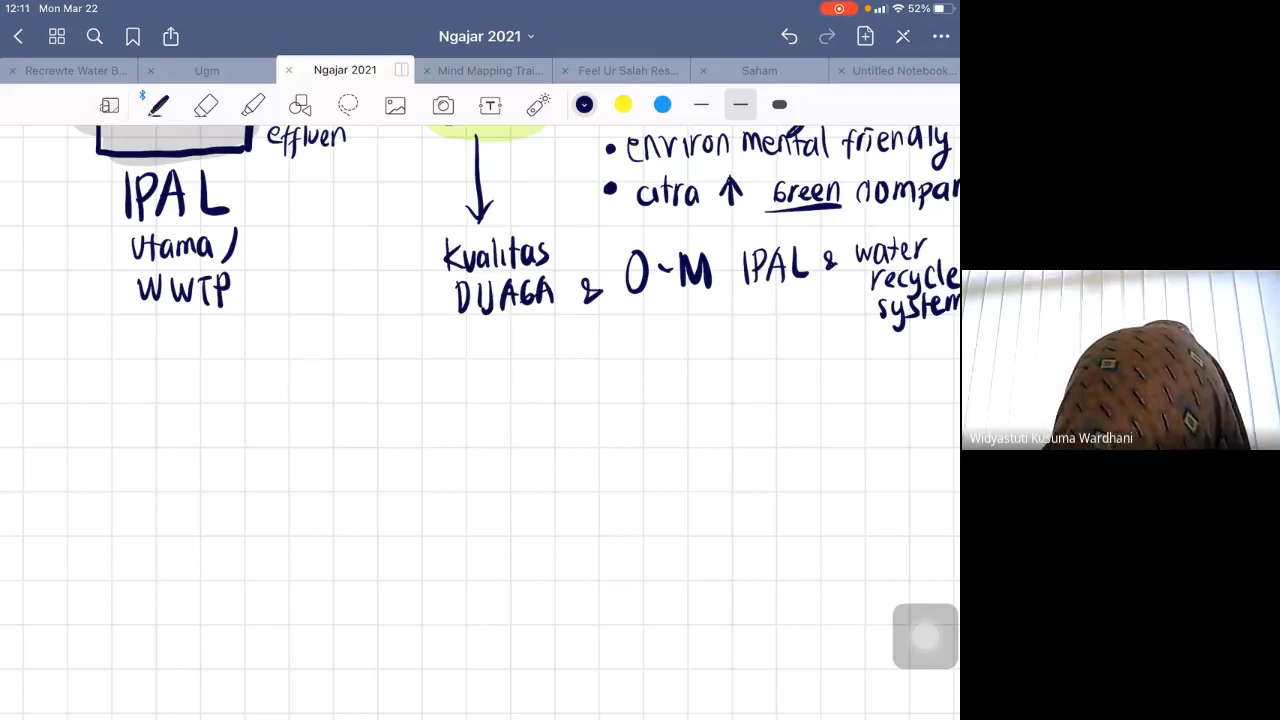 12:11 Mon Mar 22
52%
Ngajar 2021
Recrewte Water B...
Ugm
Ngajar 2021
Mind Mapping Trai...
Feel Ur Salah Res...
Saham
Untitled Notebook...
effluen
IPAL
Utama /
WWTP
Kualitas
DIJAGA & O-M IPAL & water
recycle
system
• environmental friendly
• citra ↑ Green compan
Widyastuti Kusuma Wardhani